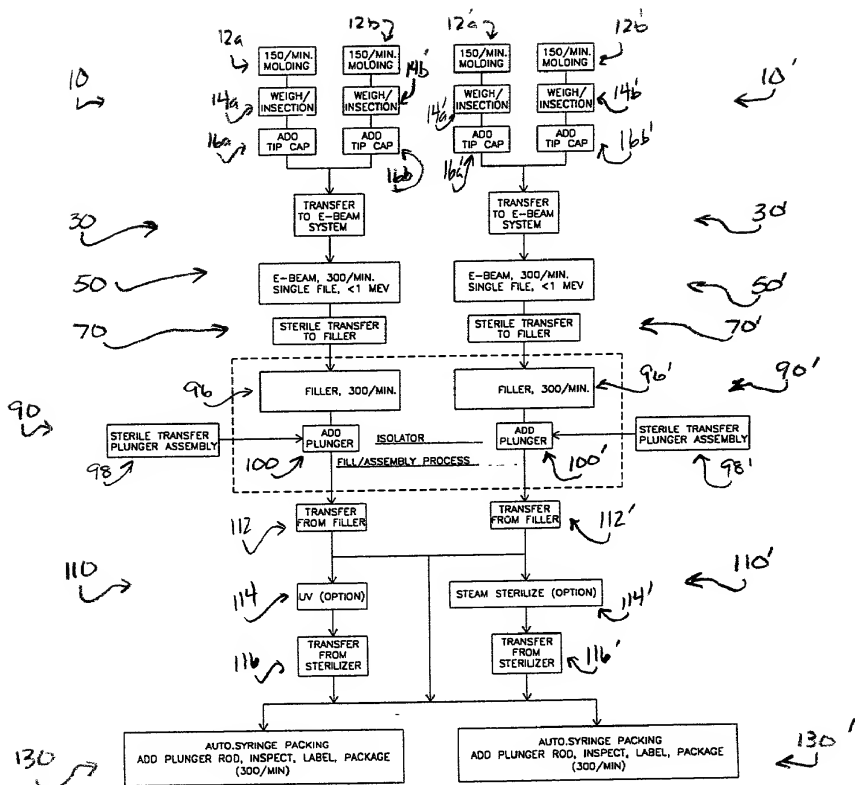 12a
12b
12a'
12b'
150/MIN. MOLDING
150/MIN. MOLDING
150/MIN. MOLDING
150/MIN. MOLDING
10
14b'
10'
14a
WEIGH/ INSECTION
WEIGH/ INSECTION
14a'
WEIGH/ INSECTION
WEIGH/ INSECTION
14b'
16a
ADD TIP CAP
ADD TIP CAP
ADD TIP CAP
ADD TIP CAP
16b
16a'
16b'
30
TRANSFER TO E-BEAM SYSTEM
TRANSFER TO E-BEAM SYSTEM
30'
50
E-BEAM, 300/MIN.
SINGLE FILE, <1 MEV
E-BEAM, 300/MIN.
SINGLE FILE, <1 MEV
50'
70
STERILE TRANSFER TO FILLER
STERILE TRANSFER TO FILLER
70'
96
FILLER, 300/MIN.
FILLER, 300/MIN.
96'
90'
90
STERILE TRANSFER PLUNGER ASSEMBLY
ADD PLUNGER
ISOLATOR
ADD PLUNGER
STERILE TRANSFER PLUNGER ASSEMBLY
98
100
FILL/ASSEMBLY PROCESS
100'
98'
112
TRANSFER FROM FILLER
TRANSFER FROM FILLER
112'
110
110'
114
UV (OPTION)
STEAM STERILIZE (OPTION)
114'
116
TRANSFER FROM STERILIZER
TRANSFER FROM STERILIZER
116'
130
AUTO.SYRINGE PACKING
ADD PLUNGER ROD, INSPECT, LABEL, PACKAGE
(300/MIN)
AUTO.SYRINGE PACKING
ADD PLUNGER ROD, INSPECT, LABEL, PACKAGE
(300/MIN)
130'